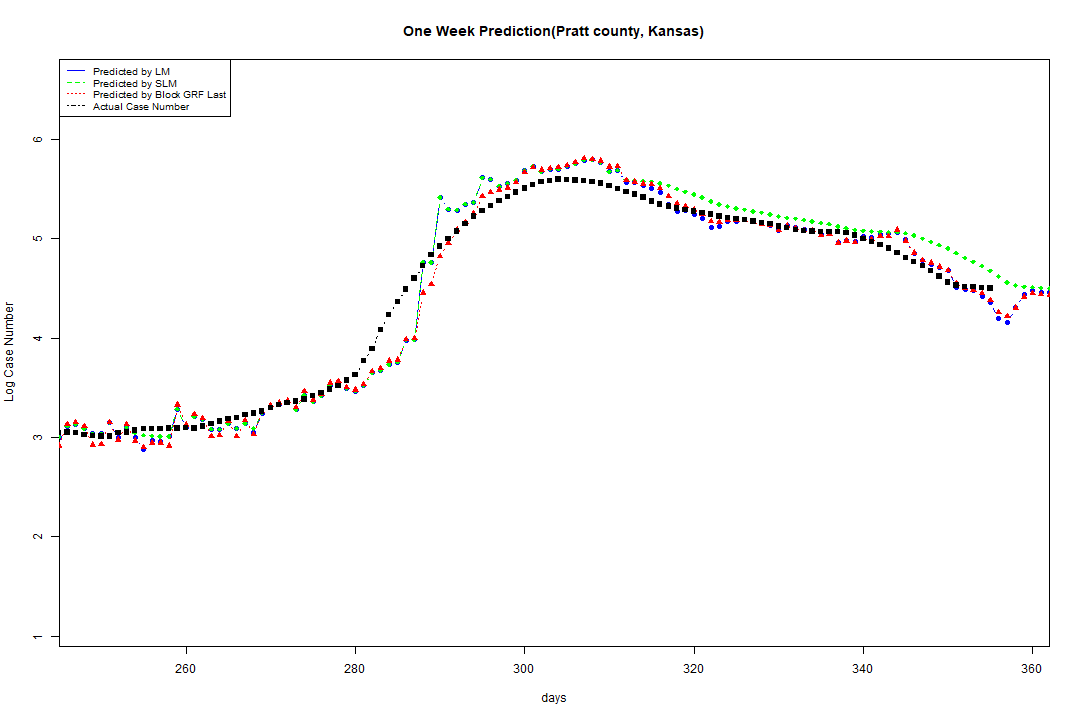 One Week Prediction(Pratt county, Kansas)
Predicted by LM
Predicted by SLM
Predicted by Block GRF Last
Actual Case Number
6
5
4
3
2
1
Log Case Number
260 280 300 320 340 360
days